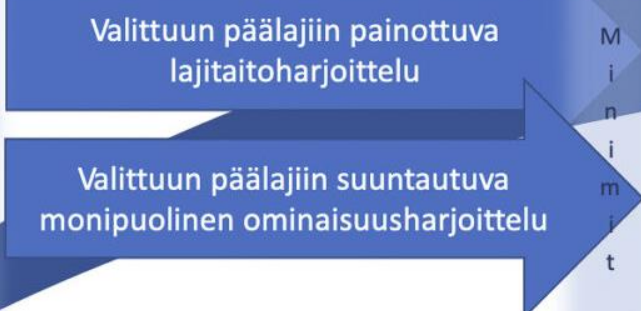 Valittuun päälajiin painottuva
lajitaitoharjoittelu
Valittuun päälajiin suuntautuva
monipuolinen ominaisuusharjoittelu
M
i
n
i
m
i
t